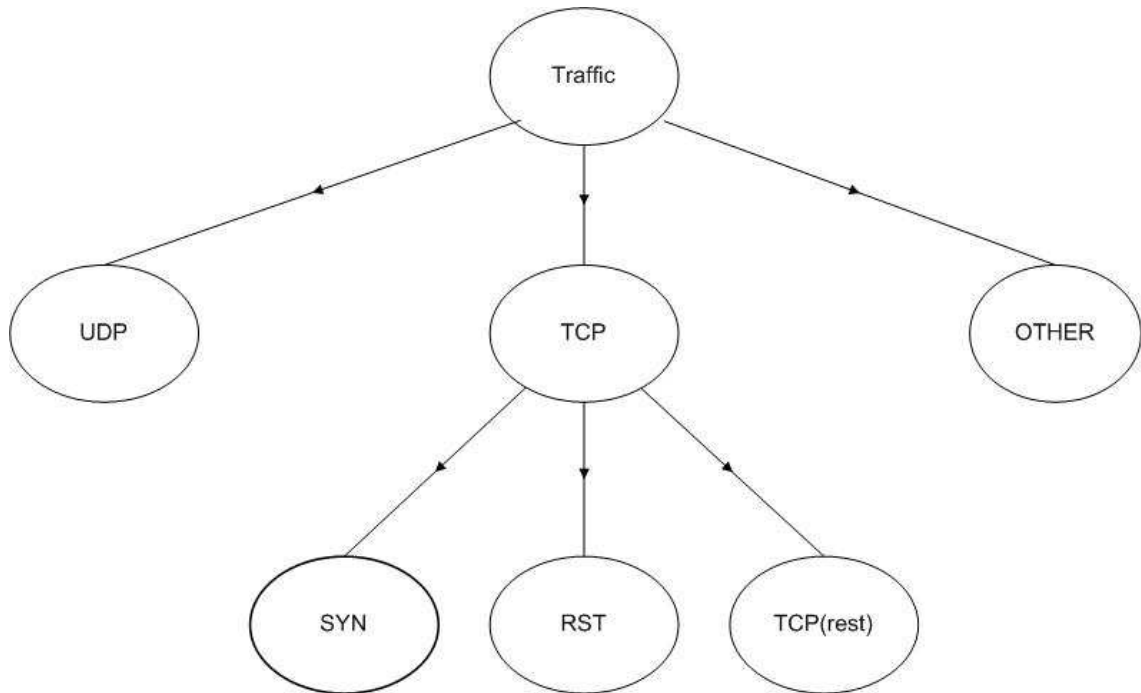 Traffic
UDP
TCP
OTHER
SYN
RST
TCP(rest)